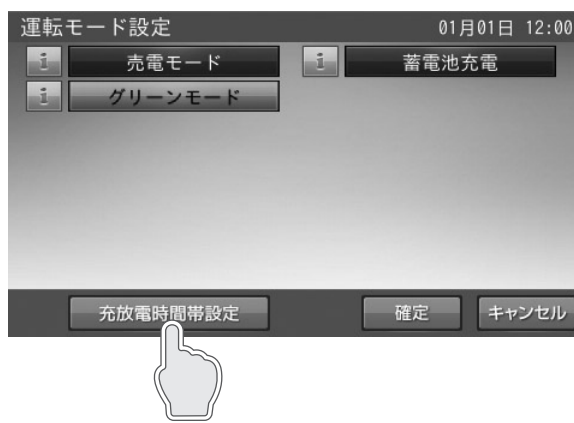 運転モード設定 01月01日 12:00
i 売電モード i 蓄電池充電
i グリーンモード
充放電時間帯設定 確定 キャンセル